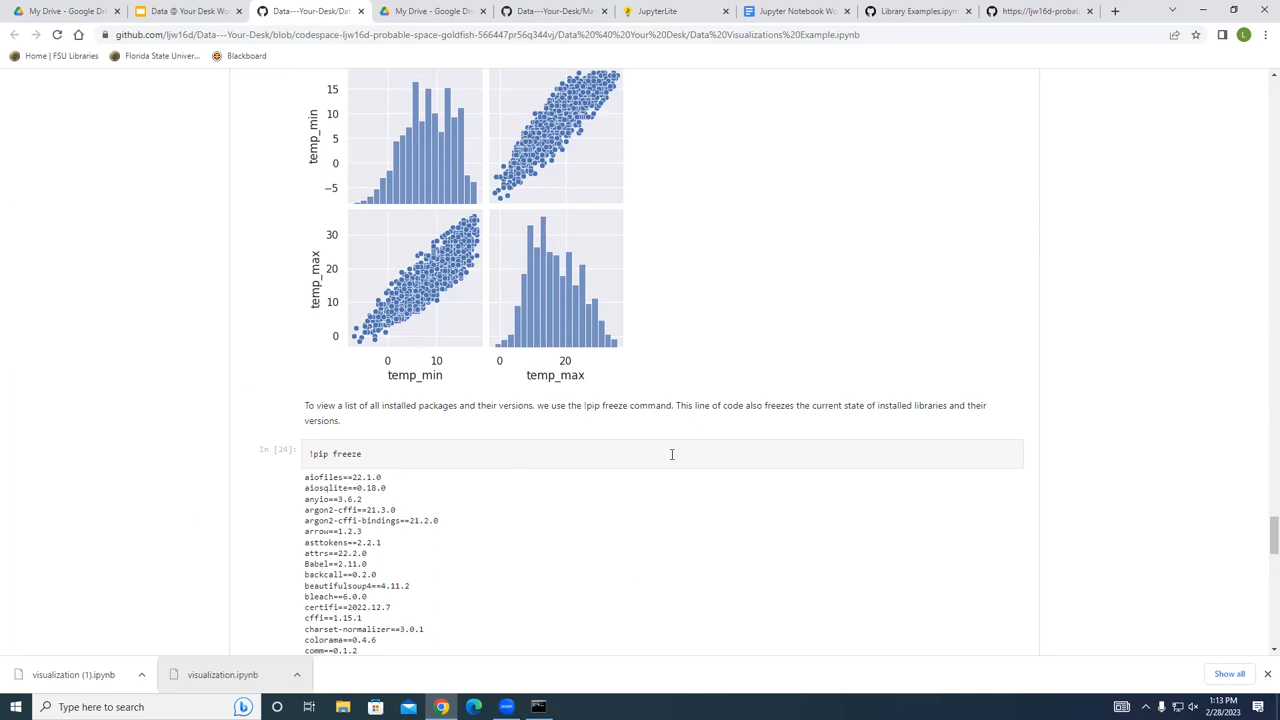 My Drive - Google Dri
Data @ Your Desk Wo
Data---Your-Desk/Dat
My Drive - Google Dri
Data---Your-Desk/Ma
JupyterLite
Jupyter Notebook Wo
Library Examples.ipyn
https://ljw16d-probal
github.com/ljw16d/Data---Your-Desk/blob/codespace-ljw16d-probable-space-goldfish-566447pr56q344vj/Data%20%40%20Your%20Desk/Data%20Visualizations%20Example.ipynb
L
Home | FSU Libraries
Florida State Univer...
Blackboard
15
10
5
0
−5
temp_min
30
20
10
0
temp_max
0
10
0
20
temp_min
temp_max
To view a list of all installed packages and their versions, we use the !pip freeze command. This line of code also freezes the current state of installed libraries and their
versions.
In [24]:
!pip freeze
aiofiles==22.1.0
aiosqlite==0.18.0
anyio==3.6.2
argon2-cffi==21.3.0
argon2-cffi-bindings==21.2.0
arrow==1.2.3
asttokens==2.2.1
attrs==22.2.0
Babel==2.11.0
backcall==0.2.0
beautifulsoup4==4.11.2
bleach==6.0.0
certifi==2022.12.7
cffi==1.15.1
charset-normalizer==3.0.1
colorama==0.4.6
comm==0.1.2
visualization (1).ipynb
visualization.ipynb
Show all
Type here to search
1:13 PM
2/28/2023